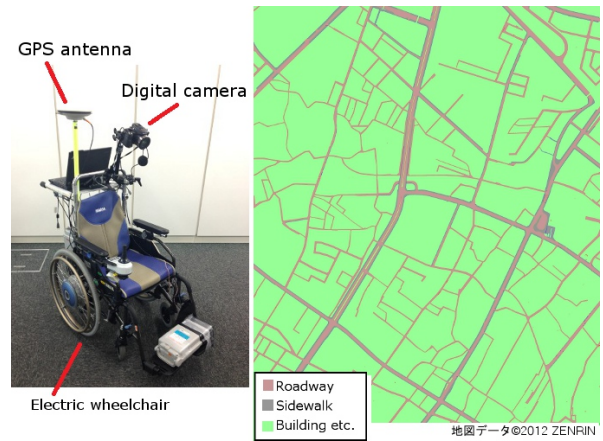 GPS antenna
Digital camera
Electric wheelchair
Roadway
Sidewalk
Building etc.
地図データ©2012 ZENRIN